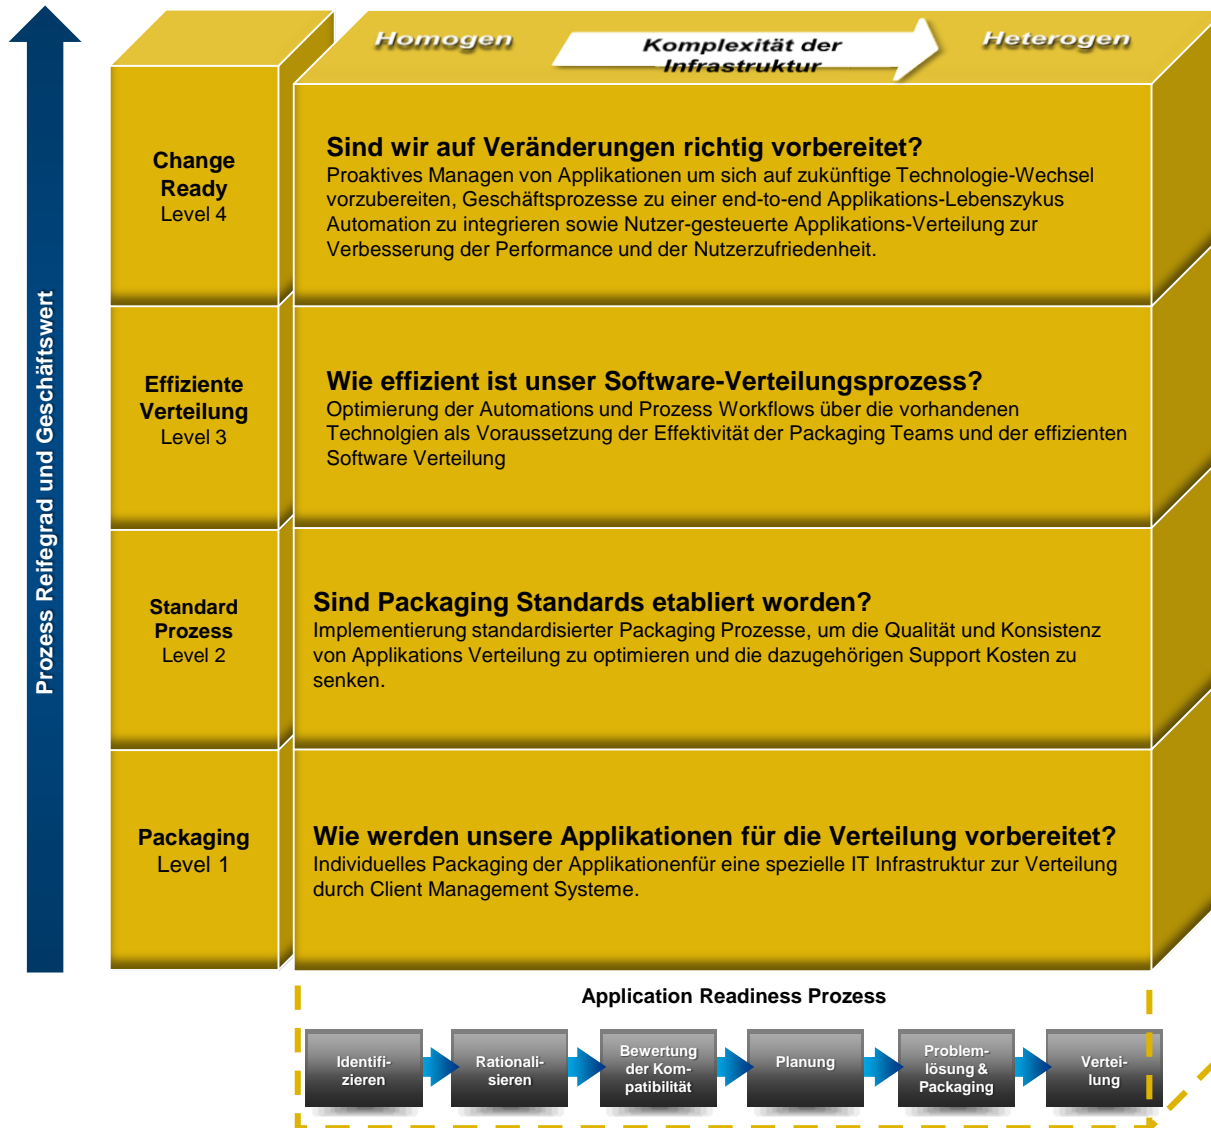 Homogen
Komplexität der
Infrastruktur
Heterogen
Prozess Reifegrad und Geschäftswert
Change
Ready
Level 4
Sind wir auf Veränderungen richtig vorbereitet?
Proaktives Managen von Applikationen um sich auf zukünftige Technologie-Wechsel
vorzubereiten, Geschäftsprozesse zu einer end-to-end Applikations-Lebenszykus
Automation zu integrieren sowie Nutzer-gesteuerte Applikations-Verteilung zur
Verbesserung der Performance und der Nutzerzufriedenheit.
Effiziente
Verteilung
Level 3
Wie effizient ist unser Software-Verteilungsprozess?
Optimierung der Automations und Prozess Workflows über die vorhandenen
Technolgien als Voraussetzung der Effektivität der Packaging Teams und der effizienten
Software Verteilung
Standard
Prozess
Level 2
Sind Packaging Standards etabliert worden?
Implementierung standardisierter Packaging Prozesse, um die Qualität und Konsistenz
von Applikations Verteilung zu optimieren und die dazugehörigen Support Kosten zu
senken.
Packaging
Level 1
Wie werden unsere Applikationen für die Verteilung vorbereitet?
Individuelles Packaging der Applikationenfür eine spezielle IT Infrastruktur zur Verteilung
durch Client Management Systeme.
Application Readiness Prozess
Identifi-
zieren
Rationali-
sieren
Bewertung
der Kom-
patibilität
Planung
Problem-
lösung &
Packaging
Vertei-
lung